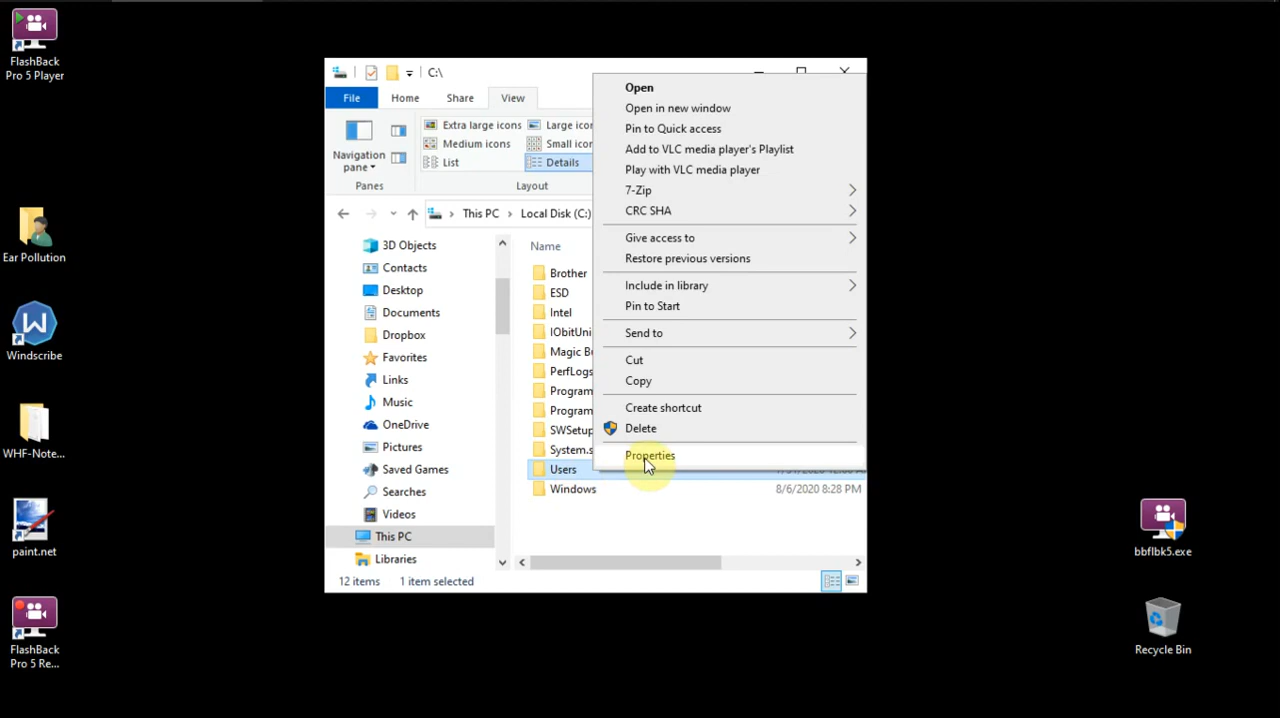 FlashBack
Pro 5 Player
Ear Pollution
Windscribe
WHF-Note...
paint.net
FlashBack
Pro 5 Re...
C:\
File
Home
Share
View
Navigation
pane
Panes
Extra large icons
Large ico
Medium icons
Small ico
List
Details
Layout
This PC
Local Disk (C:)
3D Objects
Contacts
Desktop
Documents
Dropbox
Favorites
Links
Music
OneDrive
Pictures
Saved Games
Searches
Videos
This PC
Libraries
Name
Brother
ESD
Intel
IObitUni
Magic B
PerfLogs
Program
Program
SWSetu
System.s
Users
Windows
8/6/2020 8:28 PM
12 items
1 item selected
Open
Open in new window
Pin to Quick access
Add to VLC media player's Playlist
Play with VLC media player
7-Zip
CRC SHA
Give access to
Restore previous versions
Include in library
Pin to Start
Send to
Cut
Copy
Create shortcut
Delete
Properties
bbflbk5.exe
Recycle Bin